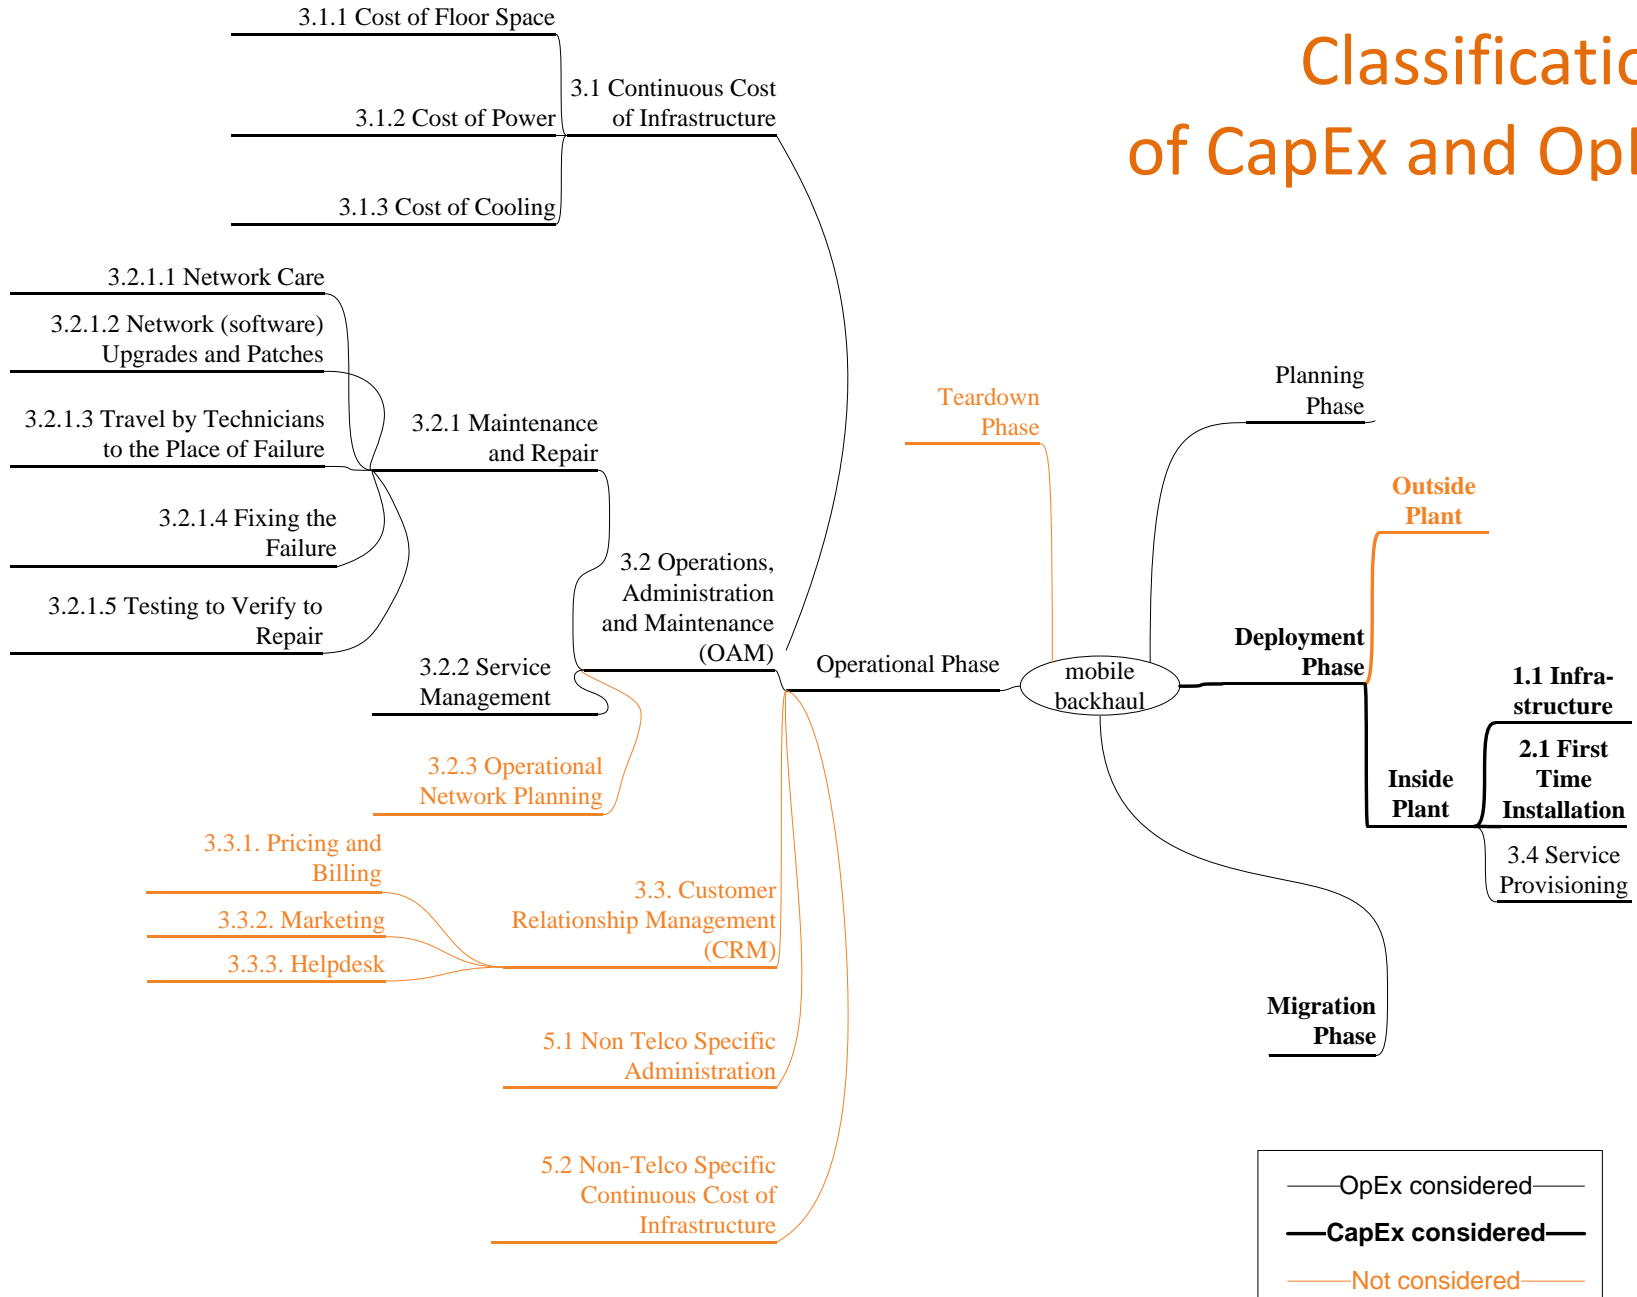 Classificatio
of CapEx and Op
3.1.1 Cost of Floor Space
3.1 Continuous Cost
of Infrastructure
3.1.2 Cost of Power
3.1.3 Cost of Cooling
3.2.1.1 Network Care
3.2.1.2 Network (software)
Upgrades and Patches
3.2.1.3 Travel by Technicians
to the Place of Failure
3.2.1 Maintenance
and Repair
3.2.1.4 Fixing the
Failure
3.2.1.5 Testing to Verify to
Repair
3.2 Operations,
Administration
and Maintenance
(OAM)
3.2.2 Service
Management
3.2.3 Operational
Network Planning
3.3.1. Pricing and
Billing
3.3.2. Marketing
3.3.3. Helpdesk
3.3. Customer
Relationship Management
(CRM)
5.1 Non Telco Specific
Administration
5.2 Non-Telco Specific
Continuous Cost of
Infrastructure
Operational Phase
Teardown
Phase
mobile
backhaul
Planning
Phase
Outside
Plant
Deployment
Phase
Inside
Plant
1.1 Infra-
structure
2.1 First
Time
Installation
3.4 Service
Provisioning
Migration
Phase
OpEx considered
CapEx considered
Not considered